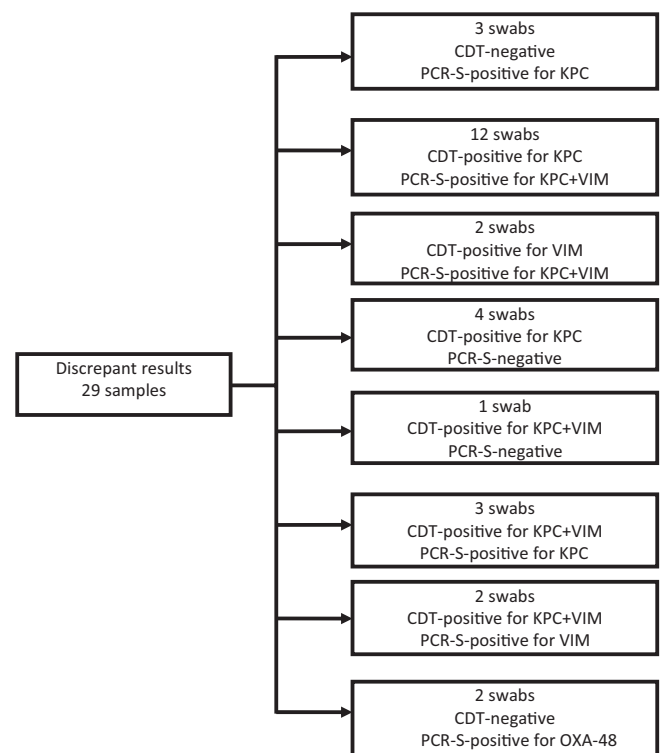 3 swabs
CDT-negative
PCR-S-positive for KPC
12 swabs
CDT-positive for KPC
PCR-S-positive for KPC+VIM
2 swabs
CDT-positive for VIM
PCR-S-positive for KPC+VIM
4 swabs
CDT-positive for KPC
PCR-S-negative
Discrepant results
29 samples
1 swab
CDT-positive for KPC+VIM
PCR-S-negative
3 swabs
CDT-positive for KPC+VIM
PCR-S-positive for KPC
2 swabs
CDT-positive for KPC+VIM
PCR-S-positive for VIM
2 swabs
CDT-negative
PCR-S-positive for OXA-48